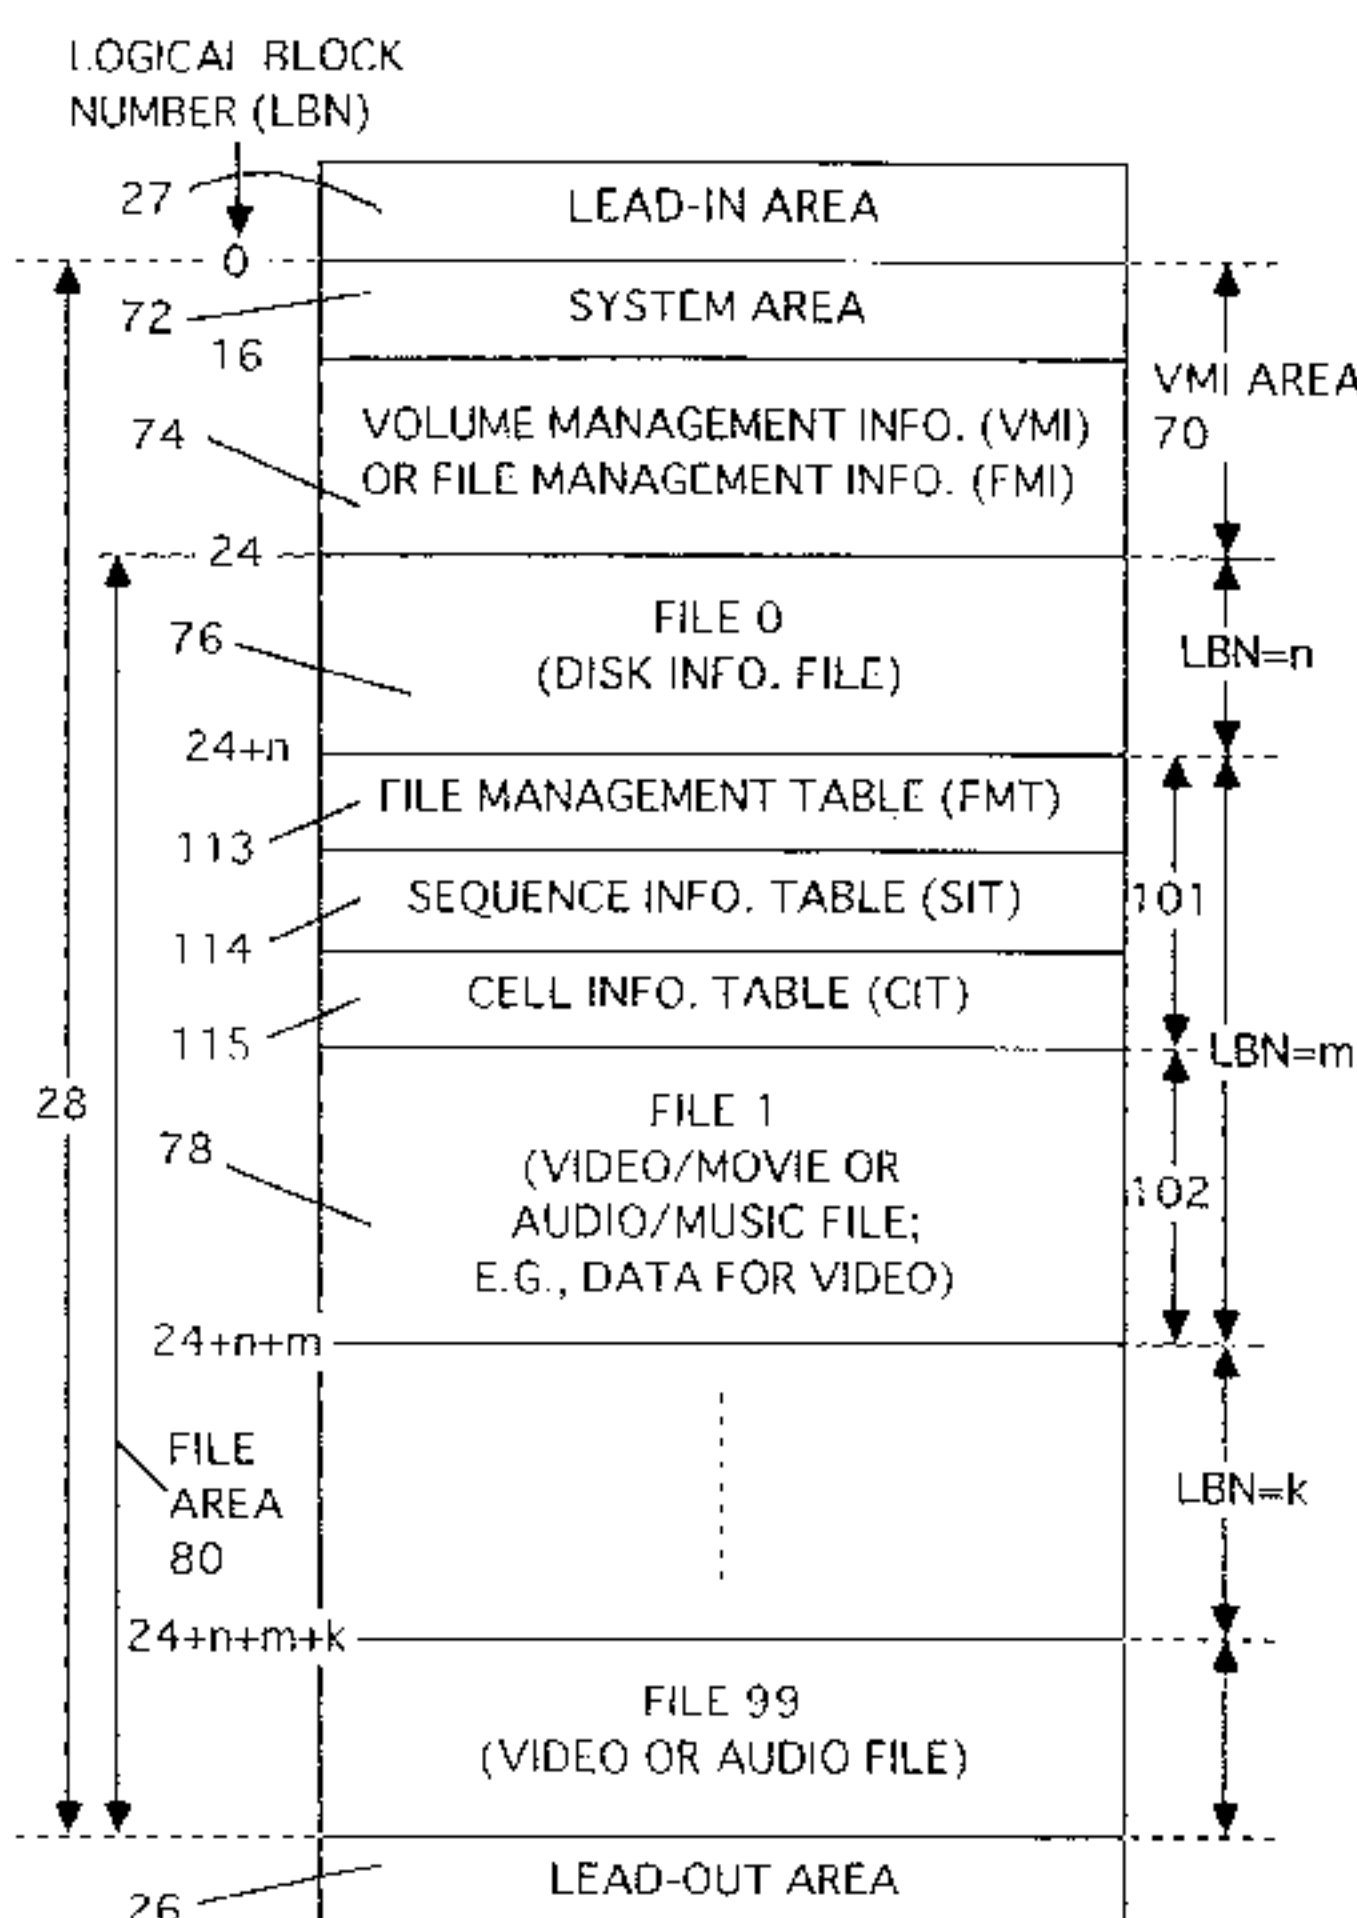 LOGICAL BLOCK
NUMBER (LBN)
27
LEAD-IN AREA
0
72
SYSTEM AREA
16
VMI AREA
70
74
VOLUME MANAGEMENT INFO. (VMI)
OR FILE MANAGEMENT INFO. (FMI)
24
76
FILE 0
(DISK INFO. FILE)
LBN=n
24+n
FILE MANAGEMENT TABLE (FMT)
113
SEQUENCE INFO. TABLE (SIT)
101
114
CELL INFO. TABLE (CIT)
115
LBN=m
28
78
FILE 1
(VIDEO/MOVIE OR
AUDIO/MUSIC FILE;
E.G., DATA FOR VIDEO)
102
24+n+m
FILE
AREA
80
LBN=k
24+n+m+k
FILE 99
(VIDEO OR AUDIO FILE)
LEAD-OUT AREA
26